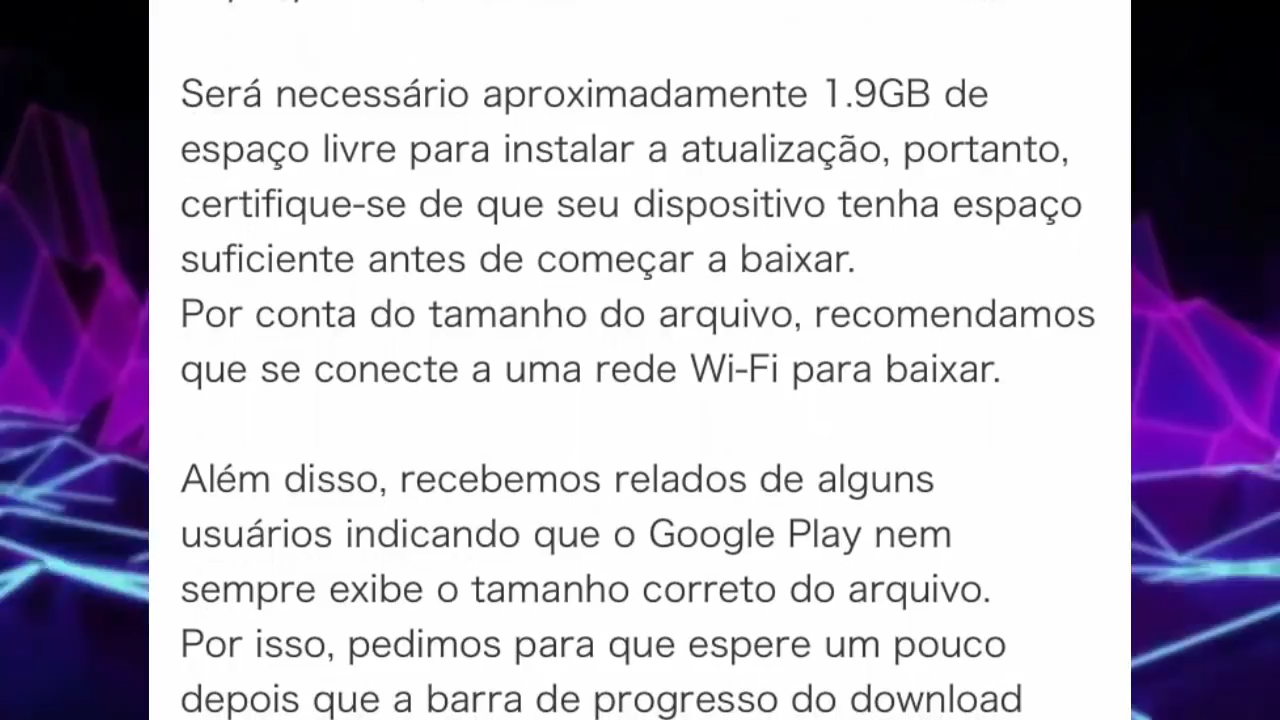 Será necessário aproximadamente 1.9GB de
espaço livre para instalar a atualização, portanto,
certifique-se de que seu dispositivo tenha espaço
suficiente antes de começar a baixar.
Por conta do tamanho do arquivo, recomendamos
que se conecte a uma rede Wi-Fi para baixar.
Além disso, recebemos relados de alguns
usuários indicando que o Google Play nem
sempre exibe o tamanho correto do arquivo.
Por isso, pedimos para que espere um pouco
depois que a barra de progresso do download